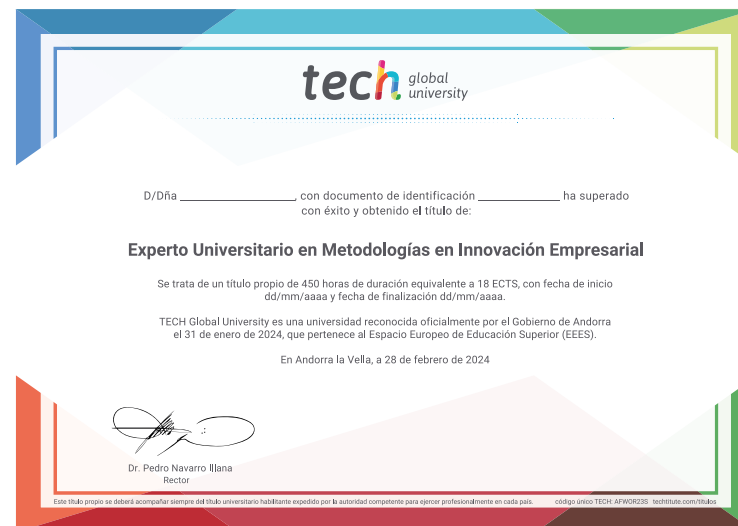 tech global university
D/Dña ______________, con documento de identificación __________ ha superado
con éxito y obtenido el título de:
Experto Universitario en Metodologías en Innovación Empresarial
Se trata de un título propio de 450 horas de duración equivalente a 18 ECTS, con fecha de inicio
dd/mm/aaaa y fecha de finalización dd/mm/aaaa.
TECH Global University es una universidad reconocida oficialmente por el Gobierno de Andorra
el 31 de enero de 2024, que pertenece al Espacio Europeo de Educación Superior (EEES).
En Andorra la Vella, a 28 de febrero de 2024
Dr. Pedro Navarro Illana
Rector
Este título propio se deberá acompañar siempre del título universitario habilitante expedido por la autoridad competente para ejercer profesionalmente en cada país. código único TECH: AFWOR23S techtitute.com/titulos